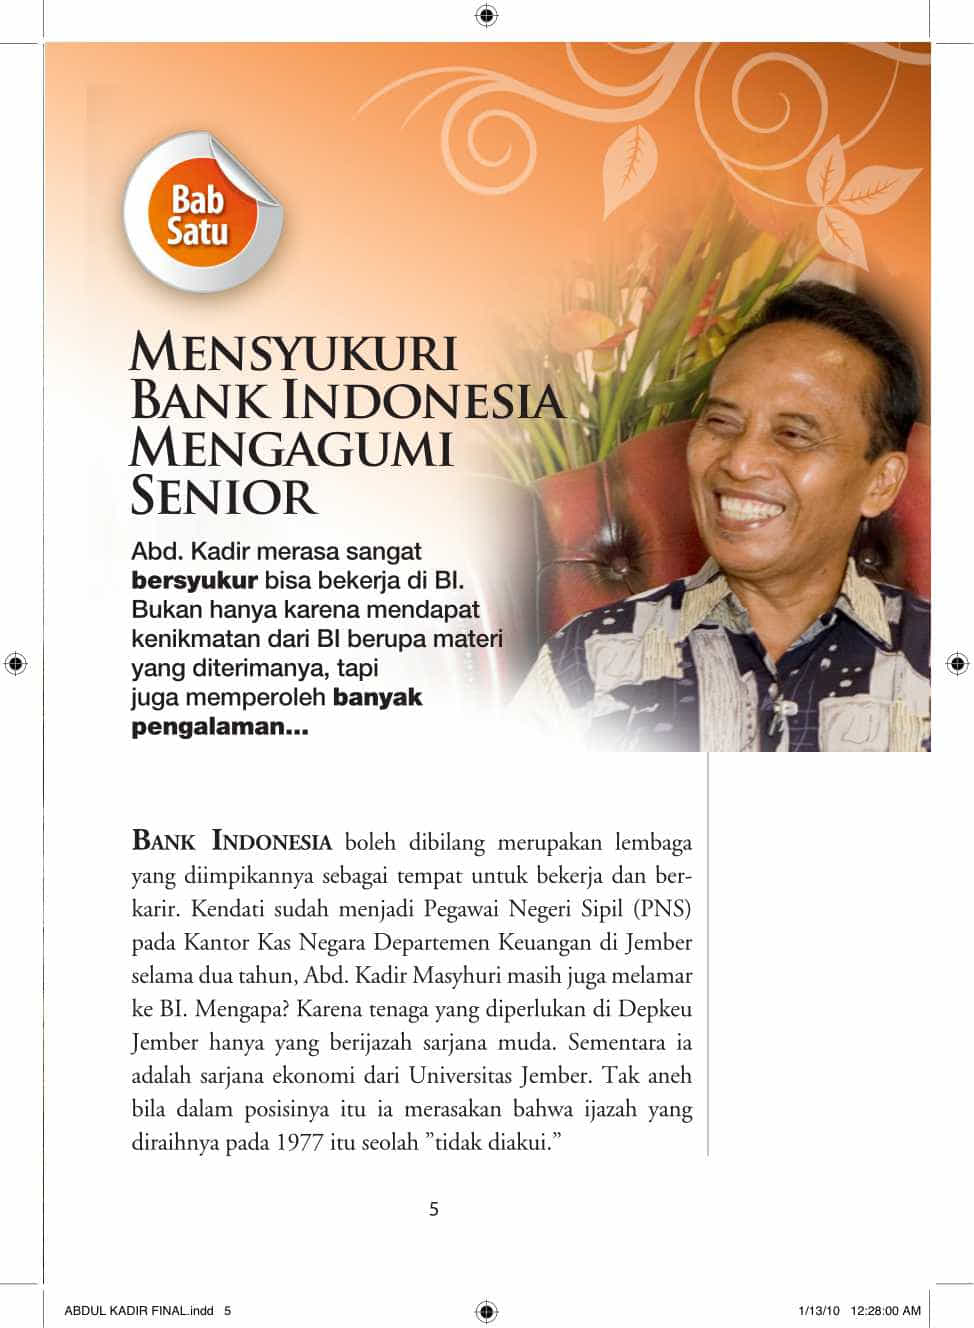 Bab
Satu
MENSYUKURI
BANK INDONESIA
MENGAGUMI
SENIOR
Abd. Kadir merasa sangat
bersyukur bisa bekerja di BI.
Bukan hanya karena mendapat
kenikmatan dari BI berupa materi
yang diterimanya, tapi
juga memperoleh banyak
pengalaman...
BANK INDONESIA boleh dibilang merupakan lembaga
yang diimpikannya sebagai tempat untuk bekerja dan ber-
karir. Kendati sudah menjadi Pegawai Negeri Sipil (PNS)
pada Kantor Kas Negara Departemen Keuangan di Jember
selama dua tahun, Abd. Kadir Masyhuri masih juga melamar
ke BI. Mengapa? Karena tenaga yang diperlukan di Depkeu
Jember hanya yang berijazah sarjana muda. Sementara ia
adalah sarjana ekonomi dari Universitas Jember. Tak aneh
bila dalam posisinya itu ia merasakan bahwa ijazah yang
diraihnya pada 1977 itu seolah ”tidak diakui.”
5
ABDUL KADIR FINAL.indd 5
1/13/10 12:28:00 AM